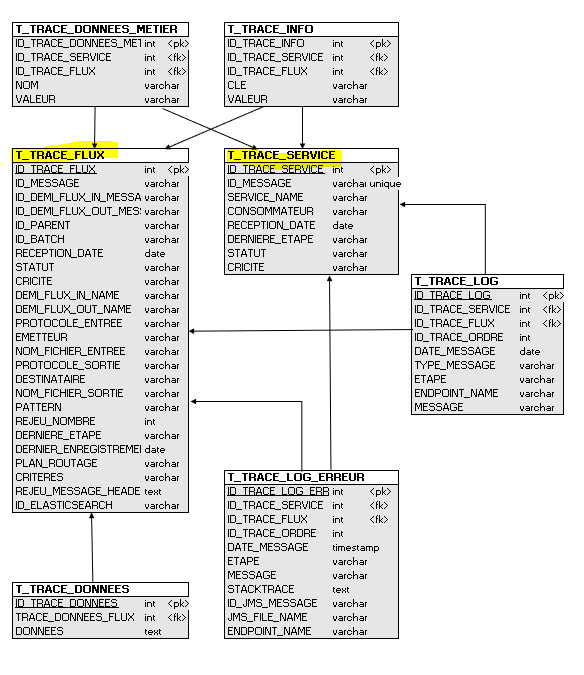 T_TRACE_DONNEES_METIER
ID_TRACE_DONNEES_MET int <pk>
ID_TRACE_SERVICE int <fk>
ID_TRACE_FLUX int <fk>
NOM varchar
VALEUR varchar
T_TRACE_INFO
ID_TRACE_INFO int <pk>
ID_TRACE_SERVICE int <fk>
ID_TRACE_FLUX int <fk>
CLE varchar
VALEUR varchar
T_TRACE_FLUX
ID_TRACE_FLUX int <pk>
ID_MESSAGE varchar
ID_DEMI_FLUX_IN_MESSA varchar
ID_DEMI_FLUX_OUT_MES varchar
ID_PARENT varchar
ID_BATCH varchar
RECEPTION_DATE date
STATUT varchar
CRICITE varchar
DEMI_FLUX_IN_NAME varchar
DEMI_FLUX_OUT_NAME varchar
PROTOCOLE_ENTREE varchar
EMETTEUR varchar
NOM_FICHIER_ENTREE varchar
PROTOCOLE_SORTIE varchar
DESTINATAIRE varchar
NOM_FICHIER_SORTIE varchar
PATTERN varchar
REJEU_NOMBRE int
DERNIERE_ETAPE varchar
DERNIER_ENREGISTREMEI date
PLAN_ROUTAGE varchar
CRITERES varchar
REJEU_MESSAGE_HEADE text
ID_ELASTICSEARCH varchar
T_TRACE_SERVICE
ID_TRACE_SERVICE int <pk>
ID_MESSAGE varchar unique
SERVICE_NAME varchar
CONSOMMATEUR varchar
RECEPTION_DATE date
DERNIERE_ETAPE varchar
STATUT varchar
CRICITE varchar
T_TRACE_LOG
ID_TRACE_LOG int <pk>
ID_TRACE_SERVICE int <fk>
ID_TRACE_FLUX int <fk>
ID_TRACE_ORDRE int
DATE_MESSAGE date
TYPE_MESSAGE varchar
ETAPE varchar
ENDPOINT_NAME varchar
MESSAGE varchar
T_TRACE_LOG_ERREUR
ID_TRACE_LOG_ERR int <pk>
ID_TRACE_SERVICE int <fk>
ID_TRACE_FLUX int <fk>
ID_TRACE_ORDRE int
DATE_MESSAGE timestamp
ETAPE varchar
MESSAGE varchar
STACKTRACE text
ID_JMS_MESSAGE varchar
JMS_FILE_NAME varchar
ENDPOINT_NAME varchar
T_TRACE_DONNEES
ID_TRACE_DONNEES int <pk>
TRACE_DONNEES_FLUX int <fk>
DONNEES text